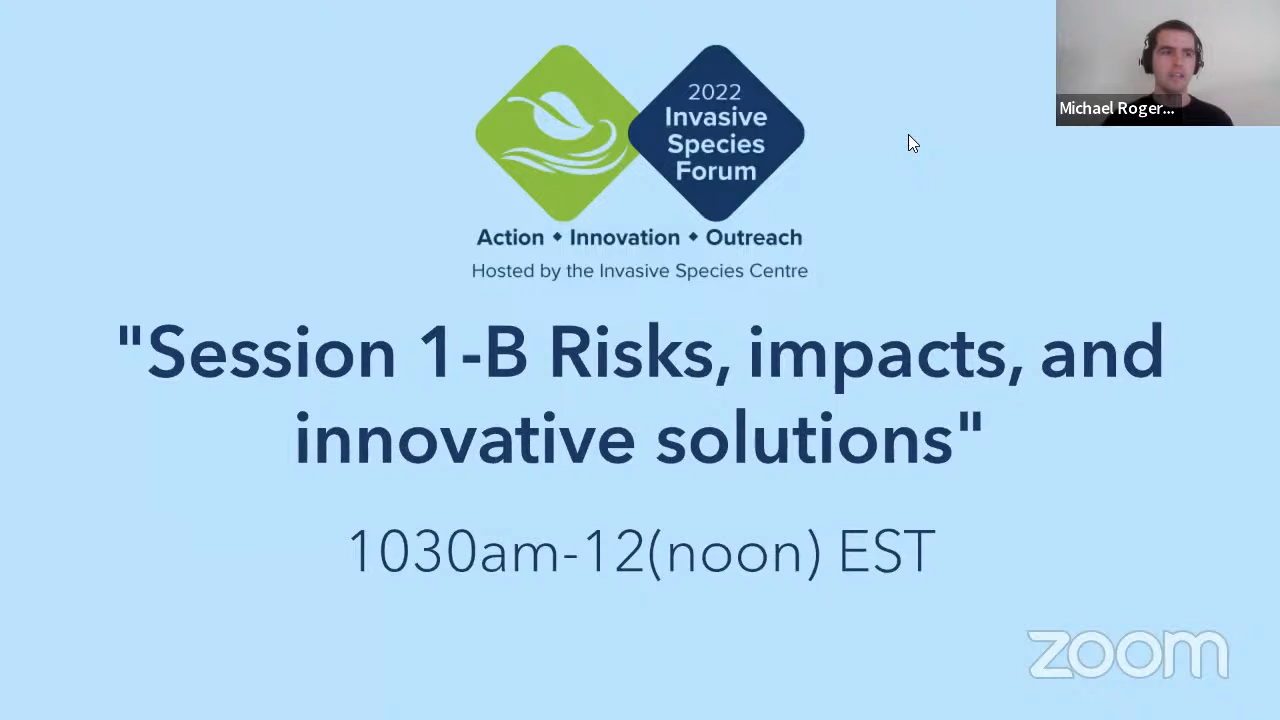 2022
Invasive
Species
Forum
Michael Roger...
Action ◆ Innovation ◆ Outreach
Hosted by the Invasive Species Centre
"Session 1-B Risks, impacts, and
innovative solutions"
1030am-12(noon) EST
zoom